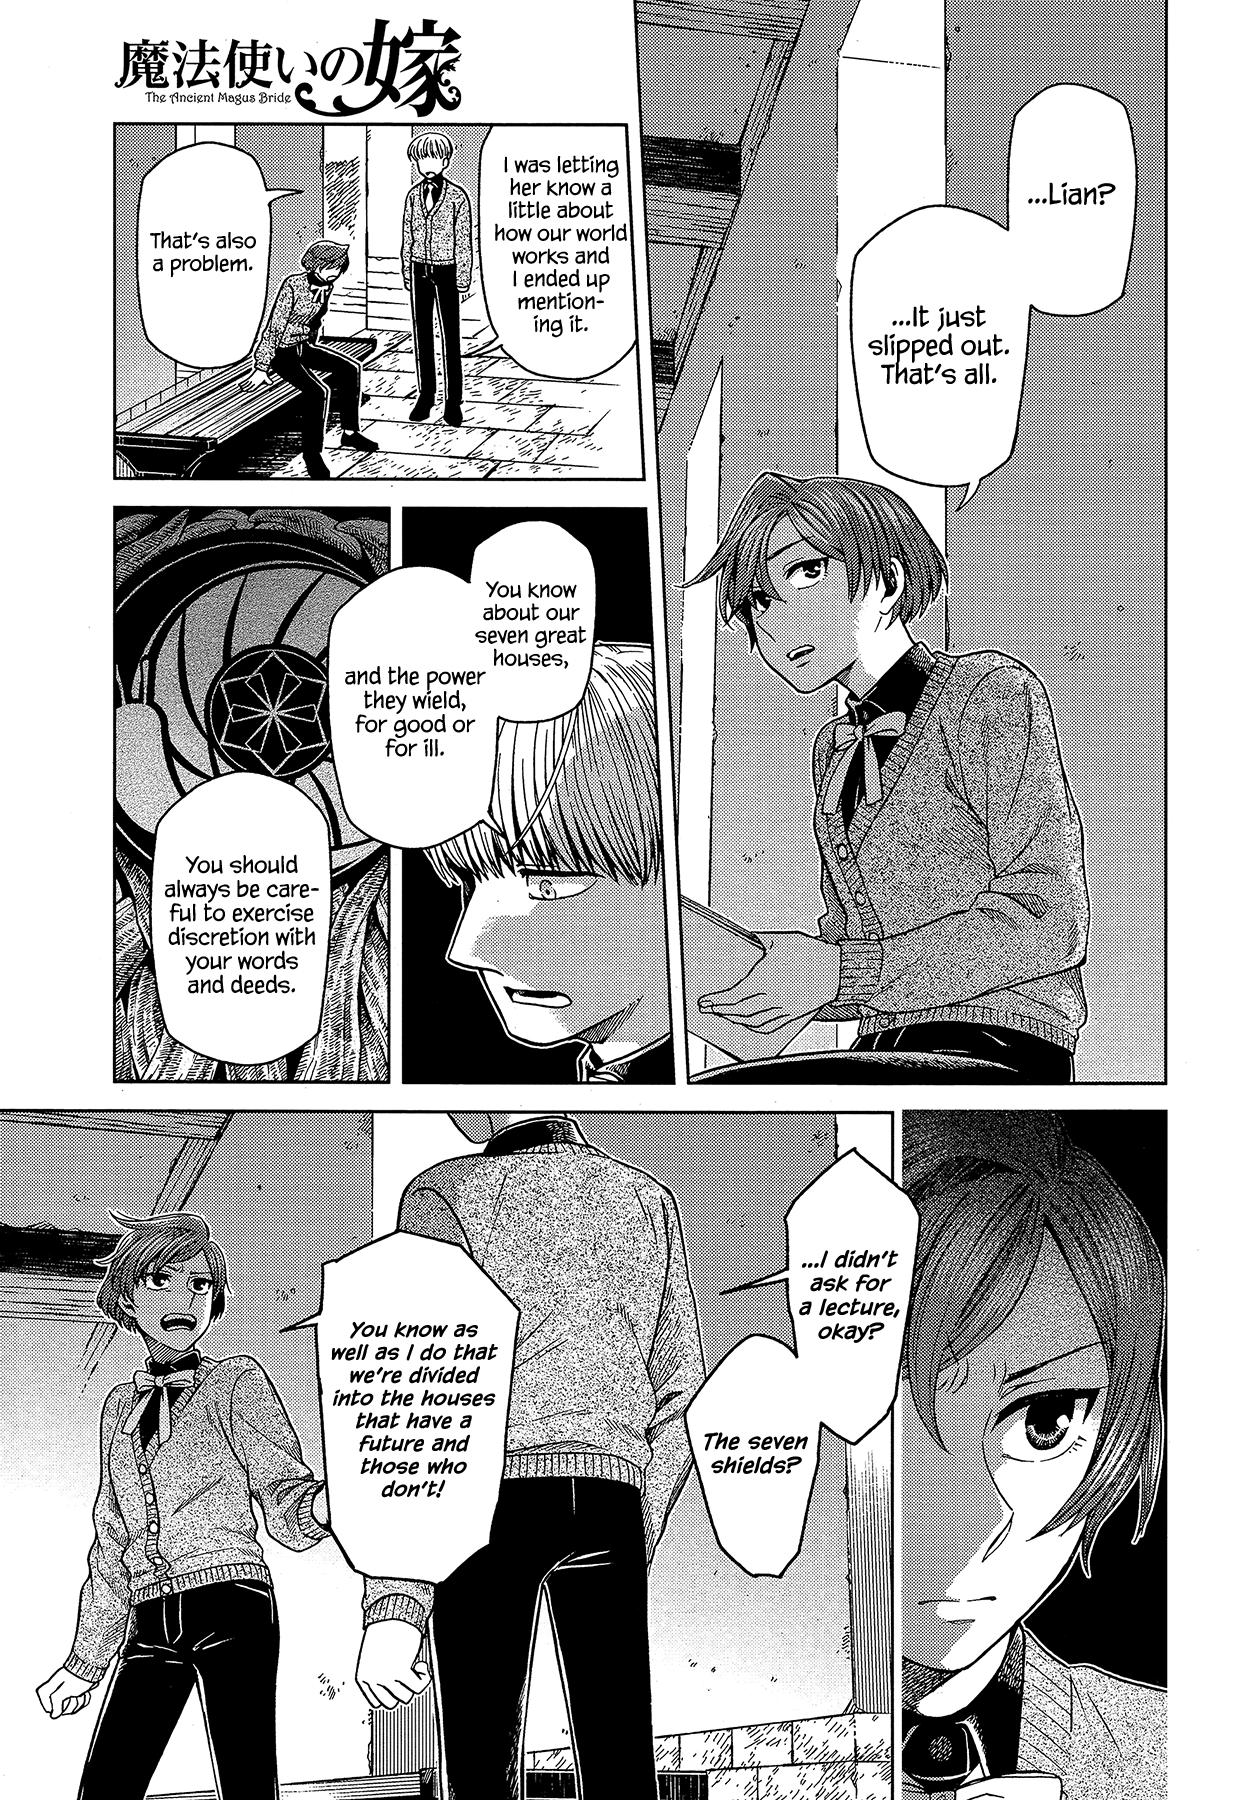 魔法使いの嫁
The Ancient Magus Bride
...Lian?
...It just
slipped out.
That's all.
I was letting
her know a
little about
how our world
works and
I ended up
mention-
ing it.
That's also
a problem.
You know
about our
seven great
houses,
and the power
they wield,
for good or
for ill.
You should
always be care-
ful to exercise
discretion with
your words
and deeds.
...I didn't
ask for
a lecture,
okay?
The seven
shields?
You know as
well as I do that
we're divided
into the houses
that have a
future and
those who
don't!